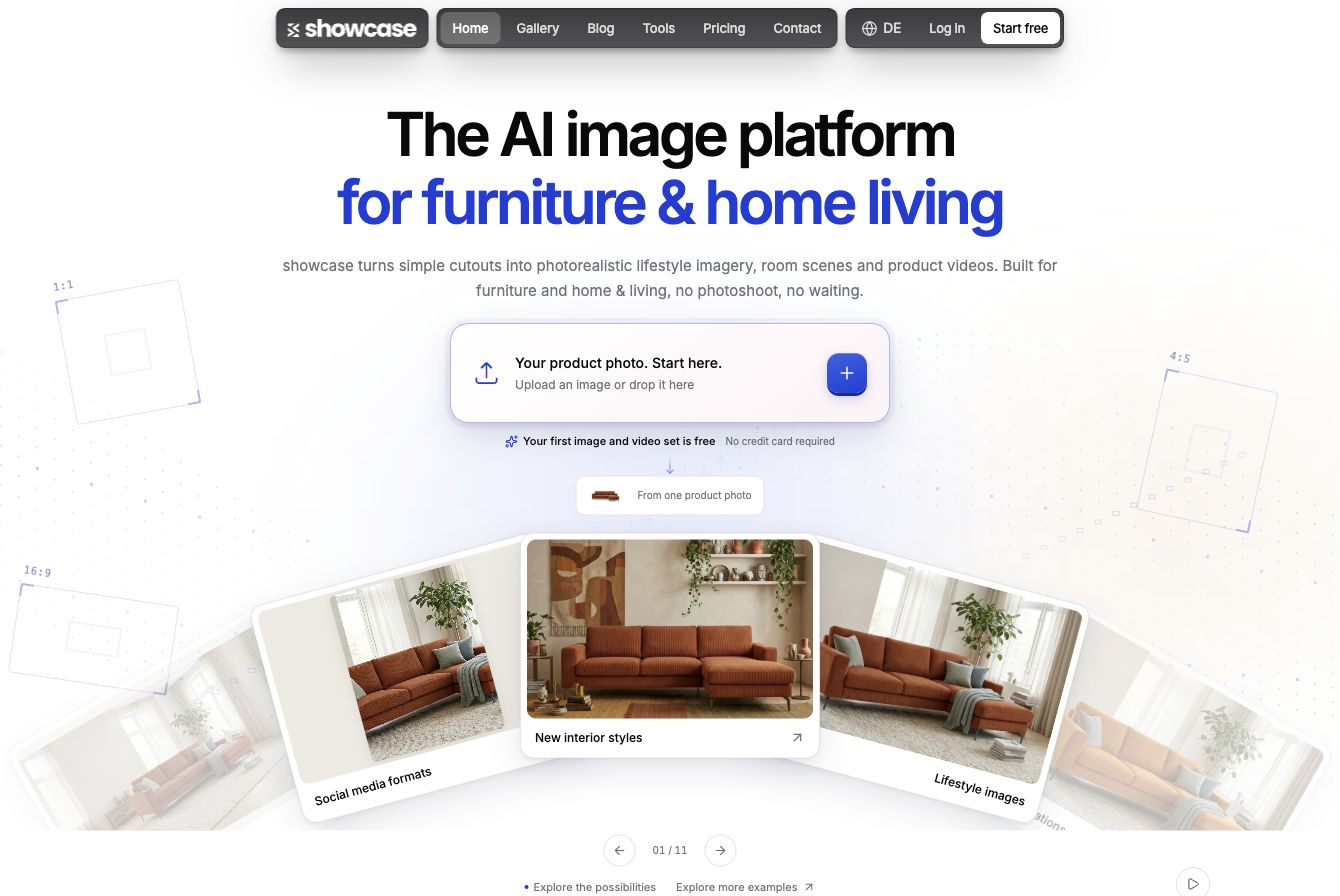 showcase
Home Gallery Blog Tools Pricing Contact
DE Log in Start free
The AI image platform
for furniture & home living
showcase turns simple cutouts into photorealistic lifestyle imagery, room scenes and product videos. Built for
furniture and home & living, no photoshoot, no waiting.
1:1
4:5
Your product photo. Start here.
Upload an image or drop it here
Your first image and video set is free No credit card required
From one product photo
16:9
New interior styles
Social media formats
Lifestyle images
ations
01 / 11
Explore the possibilities Explore more examples